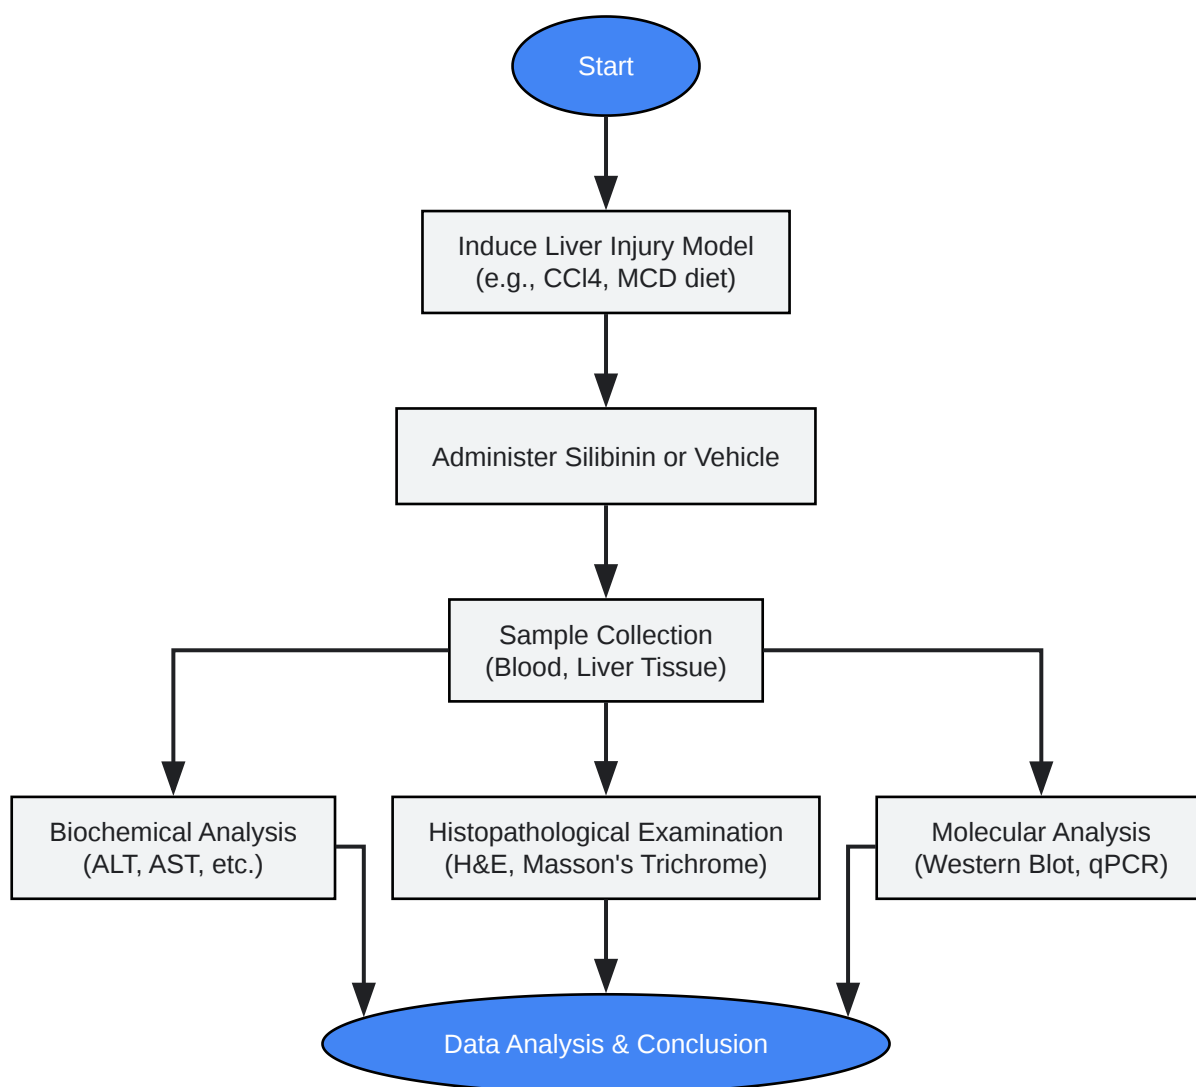 Start
Induce Liver Injury Model
(e.g., CCl4, MCD diet)
Administer Silibinin or Vehicle
Sample Collection
(Blood, Liver Tissue)
Biochemical Analysis
(ALT, AST, etc.)
Histopathological Examination
(H&E, Masson's Trichrome)
Molecular Analysis
(Western Blot, qPCR)
Data Analysis & Conclusion